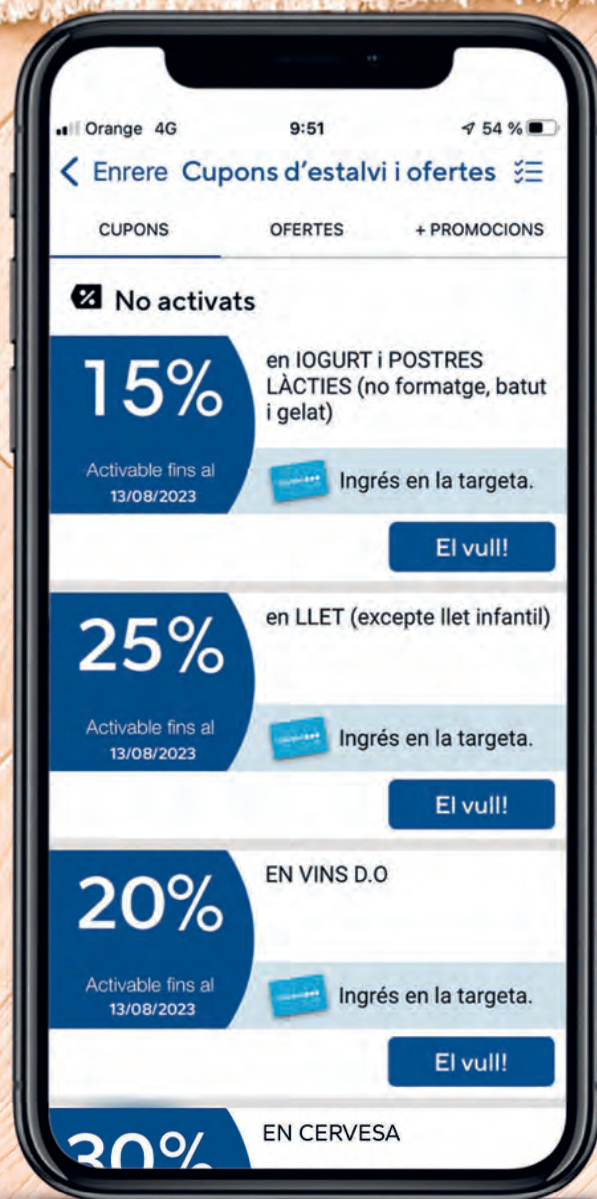 Orange 4G 9:51 54 %
Enrere Cupons d'estalvi i ofertes
CUPONS OFERTES + PROMOCIONS
No activats
15%
Activable fins al
13/08/2023
en IOGURT i POSTRES
LÀCTIES (no formatge, batut
i gelat)
Ingrés en la targeta.
El vull!
25%
Activable fins al
13/08/2023
en LLET (excepte llet infantil)
Ingrés en la targeta.
El vull!
20%
Activable fins al
13/08/2023
EN VINS D.O
Ingrés en la targeta.
El vull!
30%
EN CERVESA